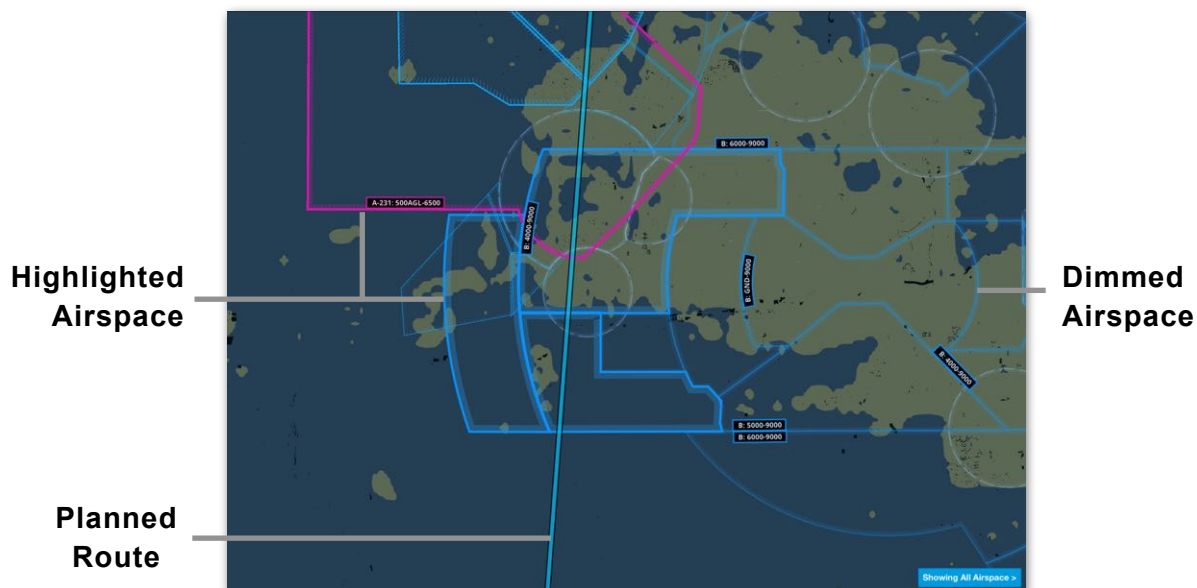 B: 6000-9000
A-231: 500AGL-6500
B: 4000-9000
Highlighted
Airspace
B: GND-9000
Dimmed
Airspace
B: 4000-9000
B: 5000-9000
B: 6000-9000
Planned
Route
Showing All Airspace >